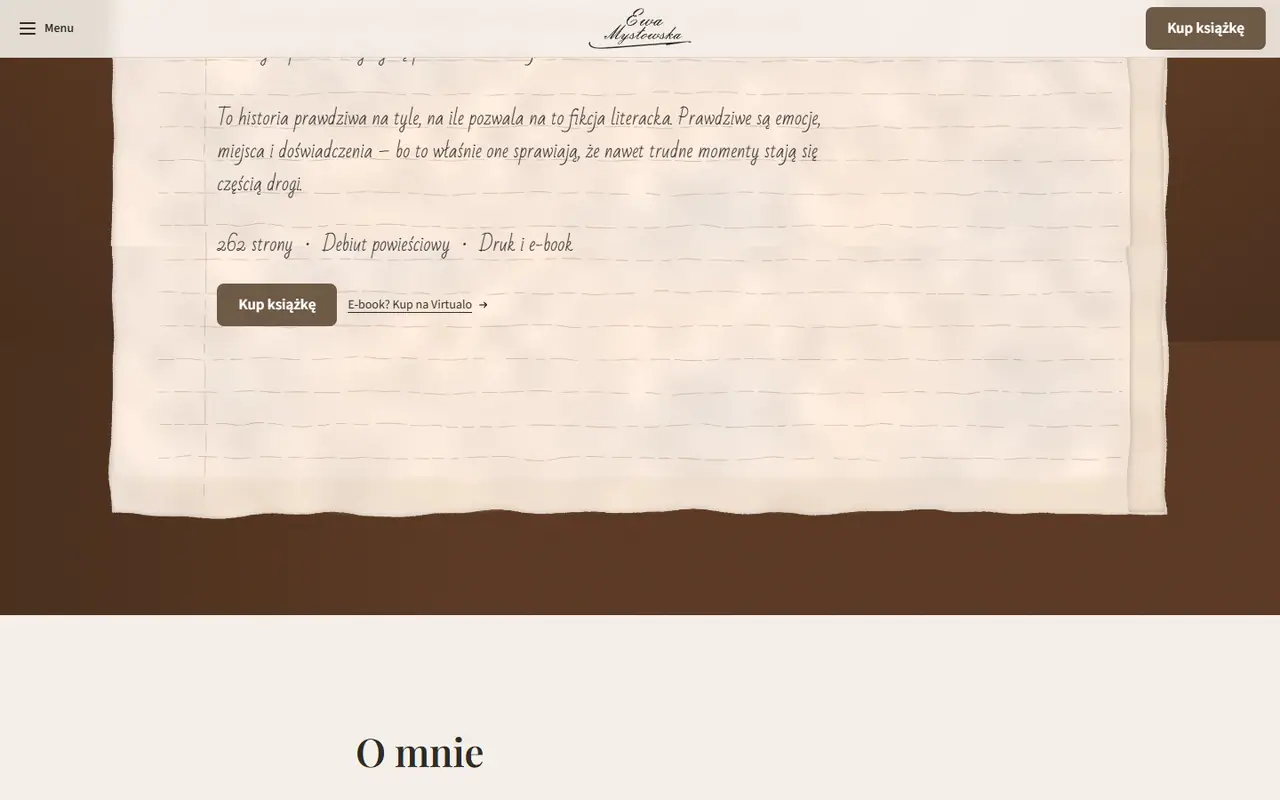 Menu
Ewa
Mysłowska
Kup książkę
To historia prawdziwa na tyle, na ile pozwala na to fikcja literacka. Prawdziwe są emocje,
miejsca i doświadczenia – bo to właśnie one sprawiają, że nawet trudne momenty stają się
częścią drogi.
262 strony · Debiut powieściowy · Druk i e-book
Kup książkę
E-book? Kup na Virtualo →
O mnie